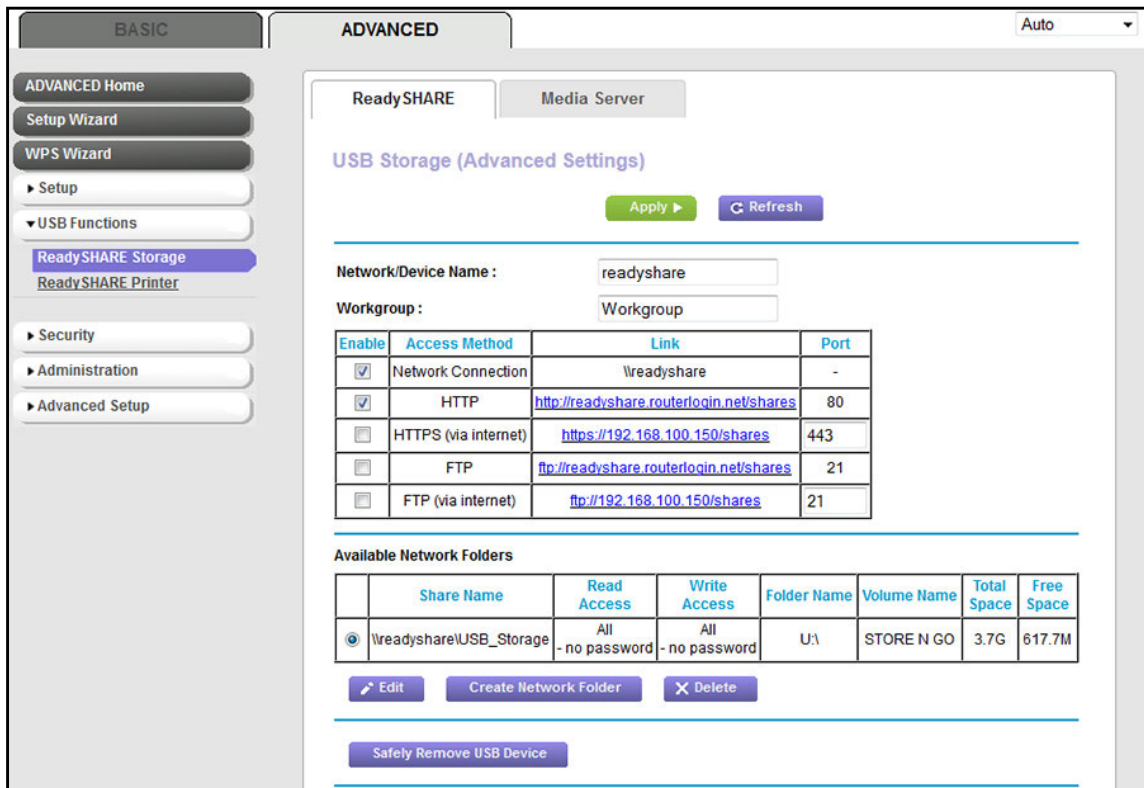 BASIC
ADVANCED
Auto
ADVANCED Home
Setup Wizard
WPS Wizard
Setup
USB Functions
ReadySHARE Storage
ReadySHARE Printer
Security
Administration
Advanced Setup
ReadySHARE
Media Server
USB Storage (Advanced Settings)
Apply
Refresh
Network/Device Name :
readyshare
Workgroup :
Workgroup
Enable Access Method Link Port
Network Connection \\readyshare -
HTTP http://readyshare.routerlogin.net/shares 80
HTTPS (via internet) https://192.168.100.150/shares 443
FTP ftp://readyshare.routerlogin.net/shares 21
FTP (via internet) ftp://192.168.100.150/shares 21
Available Network Folders
Share Name Read Access Write Access Folder Name Volume Name Total Space Free Space
\\readyshare\USB_Storage All - no password All - no password U:\ STORE N GO 3.7G 617.7M
Edit
Create Network Folder
Delete
Safely Remove USB Device